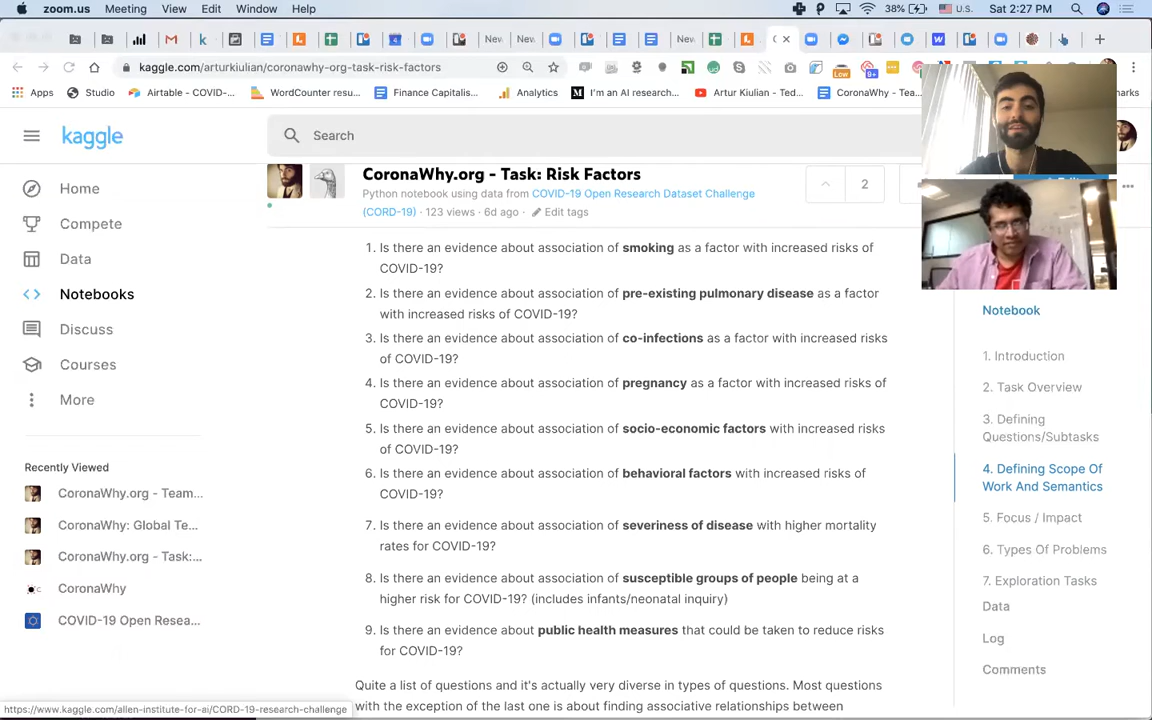 zoom.us Meeting View Edit Window Help 38% U.S. Sat 2:27 PM
New New New
kaggle.com/arturkiulian/coronawhy-org-task-risk-factors
Apps Studio Airtable - COVID-... WordCounter resu... Finance Capitalis... Analytics I'm an AI research... Artur Kiulian - Ted... CoronaWhy - Tea... marks
kaggle
Search
Home
Compete
Data
Notebooks
Discuss
Courses
More
Recently Viewed
CoronaWhy.org - Team...
CoronaWhy: Global Te...
CoronaWhy.org - Task:...
CoronaWhy
COVID-19 Open Resea...
CoronaWhy.org - Task: Risk Factors
Python notebook using data from COVID-19 Open Research Dataset Challenge
(CORD-19) · 123 views · 6d ago · Edit tags
2
1. Is there an evidence about association of smoking as a factor with increased risks of
COVID-19?
2. Is there an evidence about association of pre-existing pulmonary disease as a factor
with increased risks of COVID-19?
3. Is there an evidence about association of co-infections as a factor with increased risks
of COVID-19?
4. Is there an evidence about association of pregnancy as a factor with increased risks of
COVID-19?
5. Is there an evidence about association of socio-economic factors with increased risks
of COVID-19?
6. Is there an evidence about association of behavioral factors with increased risks of
COVID-19?
7. Is there an evidence about association of severiness of disease with higher mortality
rates for COVID-19?
8. Is there an evidence about association of susceptible groups of people being at a
higher risk for COVID-19? (includes infants/neonatal inquiry)
9. Is there an evidence about public health measures that could be taken to reduce risks
for COVID-19?
Quite a list of questions and it's actually very diverse in types of questions. Most questions
with the exception of the last one is about finding associative relationships between
Notebook
1. Introduction
2. Task Overview
3. Defining
Questions/Subtasks
4. Defining Scope Of
Work And Semantics
5. Focus / Impact
6. Types Of Problems
7. Exploration Tasks
Data
Log
Comments
https://www.kaggle.com/allen-institute-for-ai/CORD-19-research-challenge